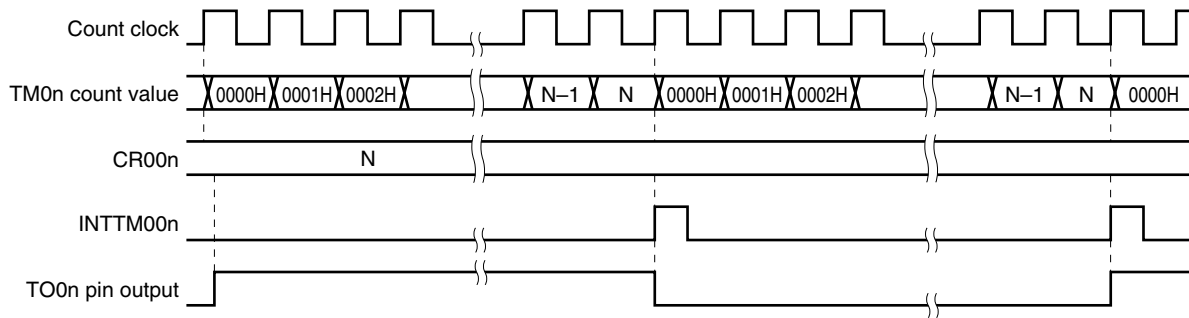 Count clock
TM0n count value 0000H 0001H 0002H N–1 N 0000H 0001H 0002H N–1 N 0000H
CR00n N
INTTM00n
TO0n pin output